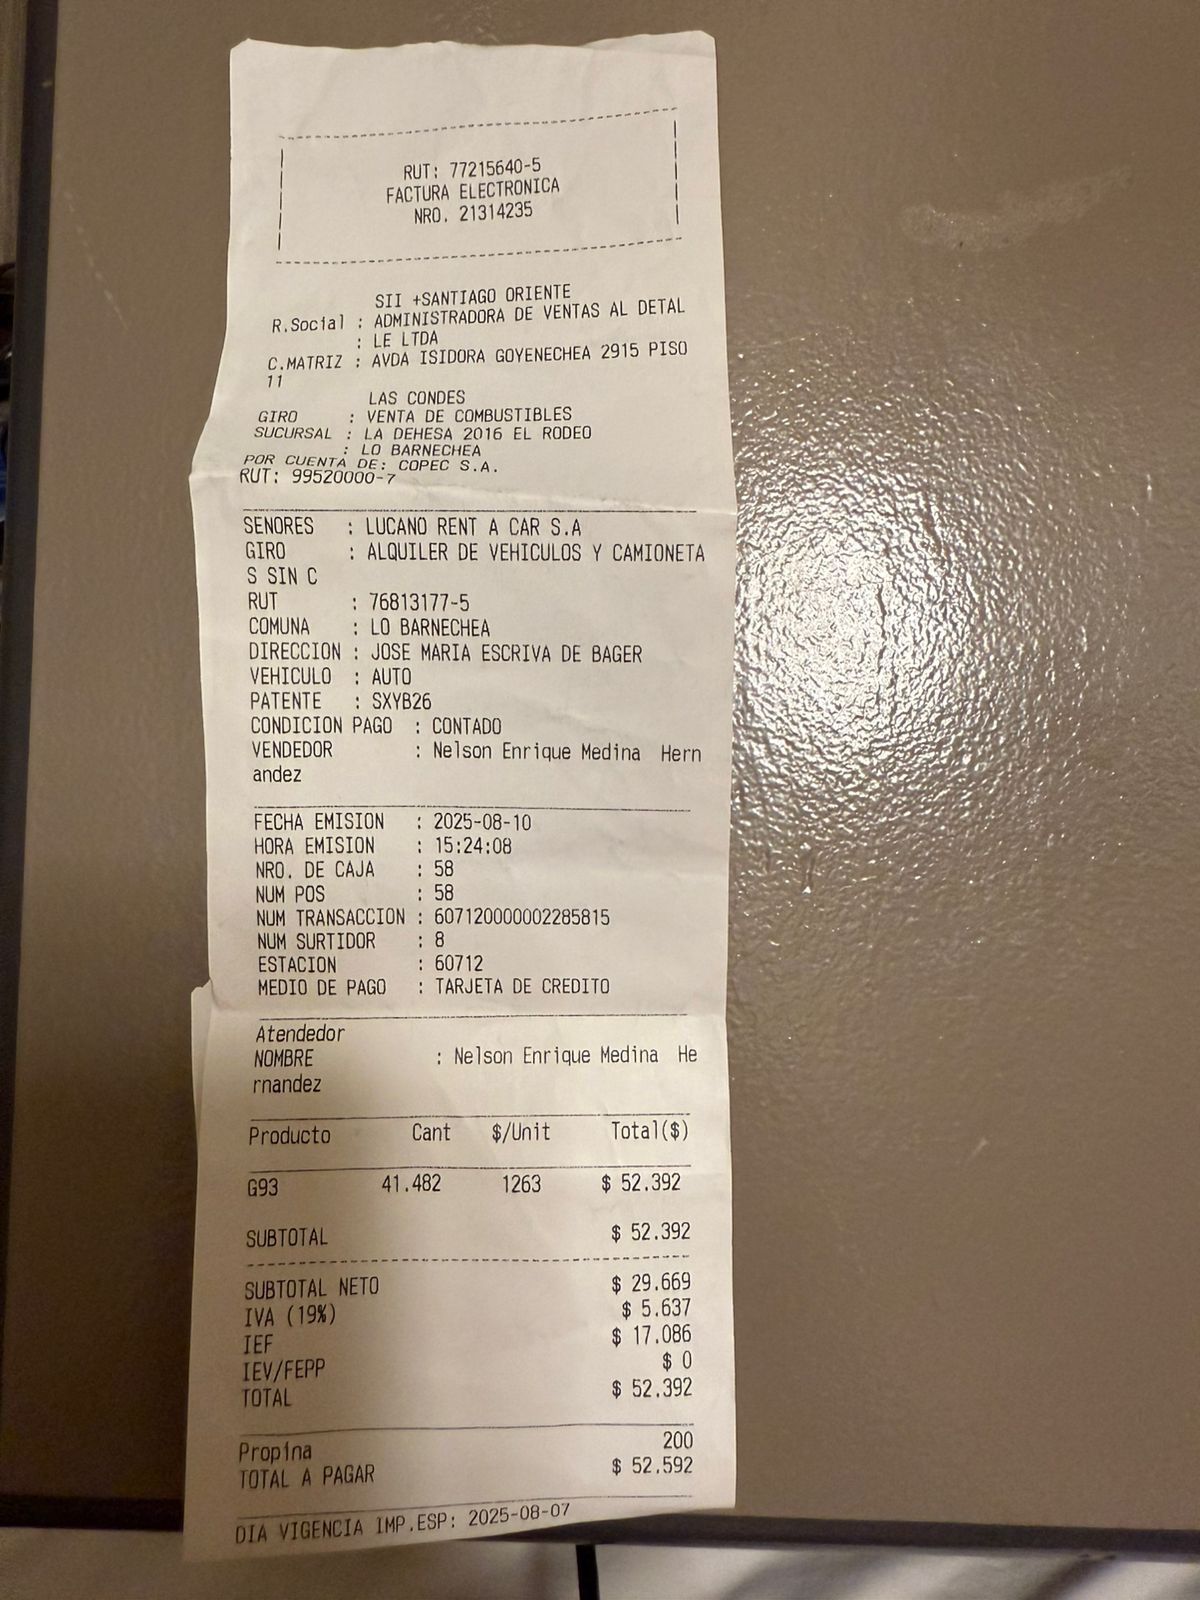 RUT: 77215640-5
FACTURA ELECTRONICA
NRO. 21314235
SII +SANTIAGO ORIENTE
R.Social : ADMINISTRADORA DE VENTAS AL DETAL
: LE LTDA
C.MATRIZ : AVDA ISIDORA GOYENECHEA 2915 PISO
11
LAS CONDES
GIRO : VENTA DE COMBUSTIBLES
SUCURSAL : LA DEHESA 2016 EL RODEO
: LO BARNECHEA
POR CUENTA DE: COPEC S.A.
RUT: 99520000-7
SENORES : LUCANO RENT A CAR S.A
GIRO : ALQUILER DE VEHICULOS Y CAMIONETA
S SIN C
RUT : 76813177-5
COMUNA : LO BARNECHEA
DIRECCION : JOSE MARIA ESCRIVA DE BAGER
VEHICULO : AUTO
PATENTE : SXYB26
CONDICION PAGO : CONTADO
VENDEDOR : Nelson Enrique Medina Hern
andez
FECHA EMISION : 2025-08-10
HORA EMISION : 15:24:08
NRO. DE CAJA : 58
NUM POS : 58
NUM TRANSACCION : 607120000002285815
NUM SURTIDOR : 8
ESTACION : 60712
MEDIO DE PAGO : TARJETA DE CREDITO
Atendedor
NOMBRE : Nelson Enrique Medina He
rnandez
Producto Cant $/Unit Total($)
G93 41.482 1263 $ 52.392
SUBTOTAL $ 52.392
SUBTOTAL NETO $ 29.669
IVA (19%) $ 5.637
IEF $ 17.086
IEV/FEPP $ 0
TOTAL $ 52.392
Propina 200
TOTAL A PAGAR $ 52.592
DIA VIGENCIA IMP.ESP: 2025-08-07